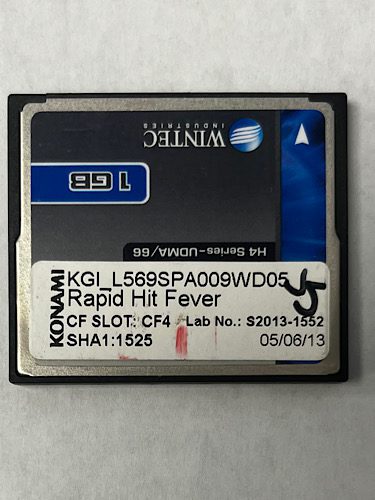 WINTEC
INDUSTRIES
1 GB
H4 Series-UDMA/66
KONAMI
KGI_L569SPA009WD05
Rapid Hit Fever
CF SLOT: CF4 Lab No.: S2013-1552
SHA1:1525 05/06/13